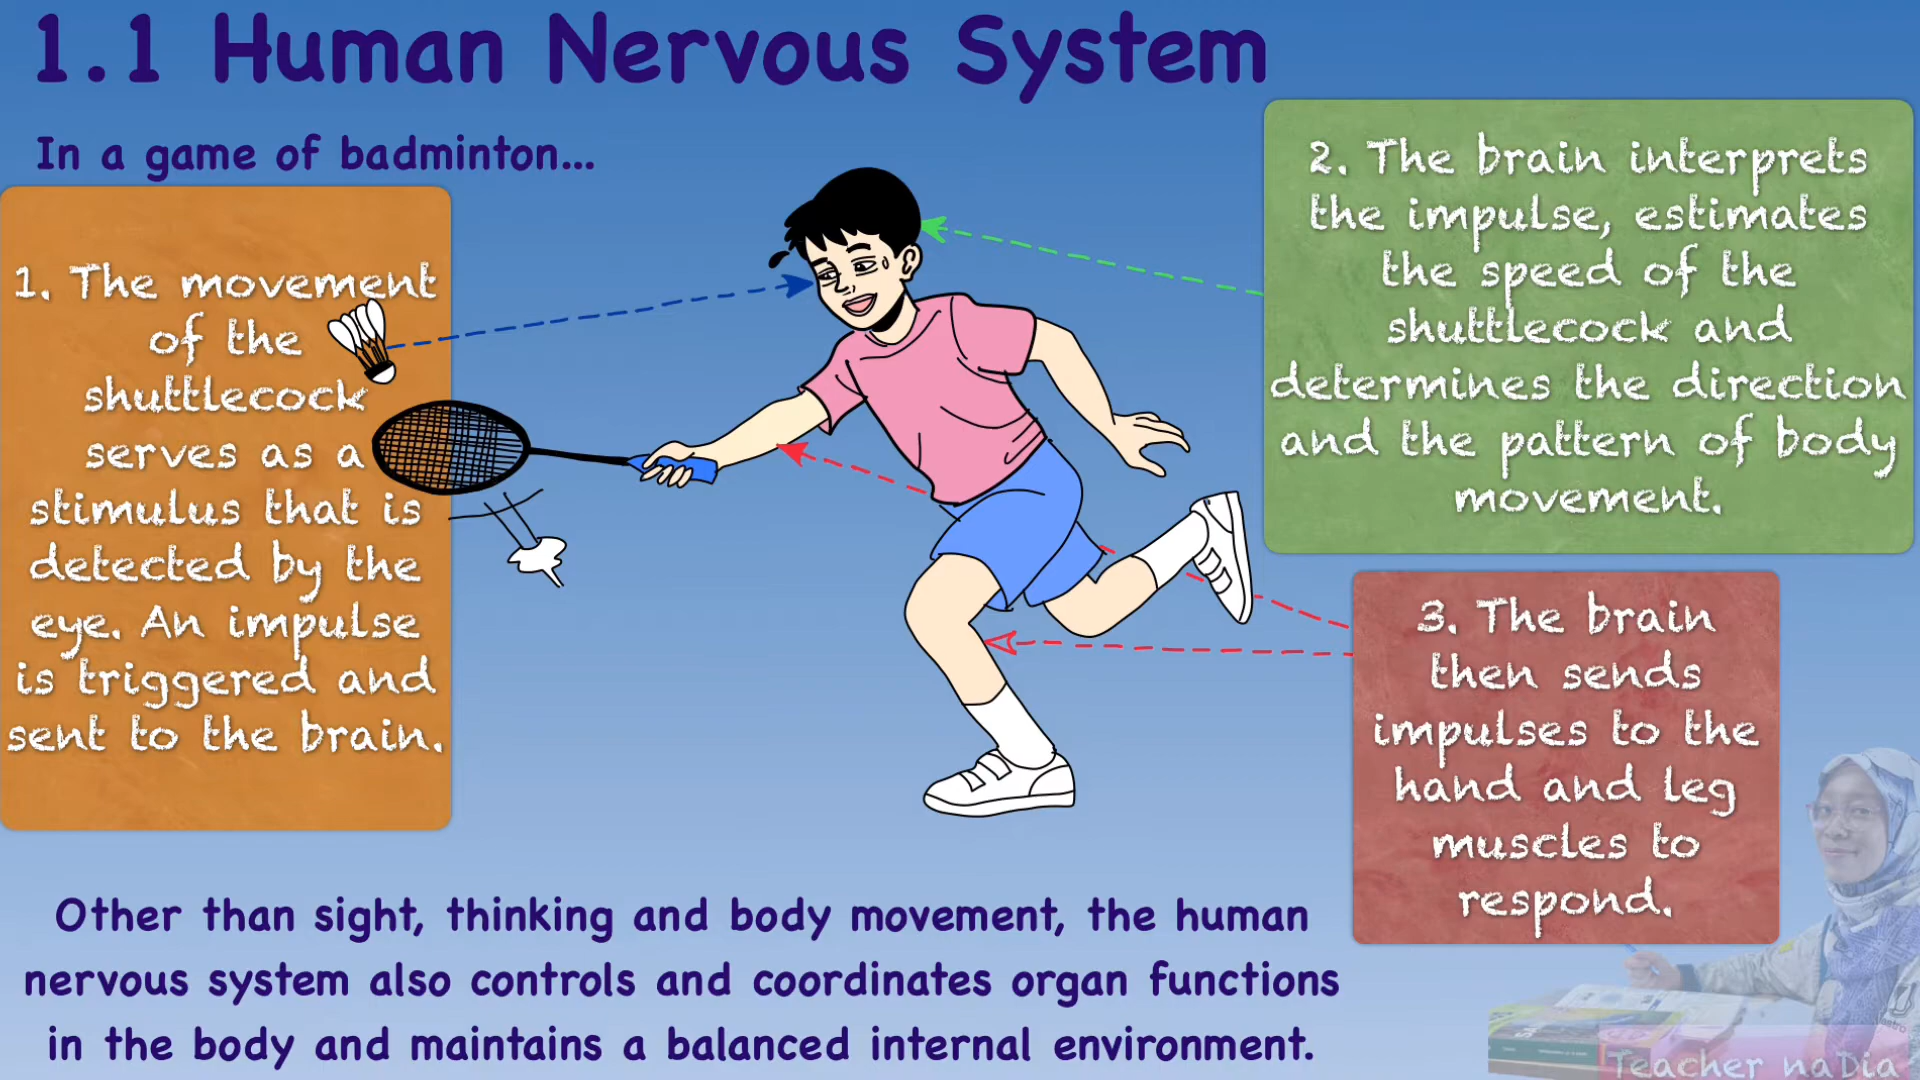 1.1 Human Nervous System
In a game of badminton...
1. The movement
of the
shuttlecock
serves as a
stimulus that is
detected by the
eye. An impulse
is triggered and
sent to the brain.
2. The brain interprets
the impulse, estimates
the speed of the
shuttlecock and
determines the direction
and the pattern of body
movement.
3. The brain
then sends
impulses to the
hand and leg
muscles to
respond.
Other than sight, thinking and body movement, the human
nervous system also controls and coordinates organ functions
in the body and maintains a balanced internal environment.
Teacher naDia